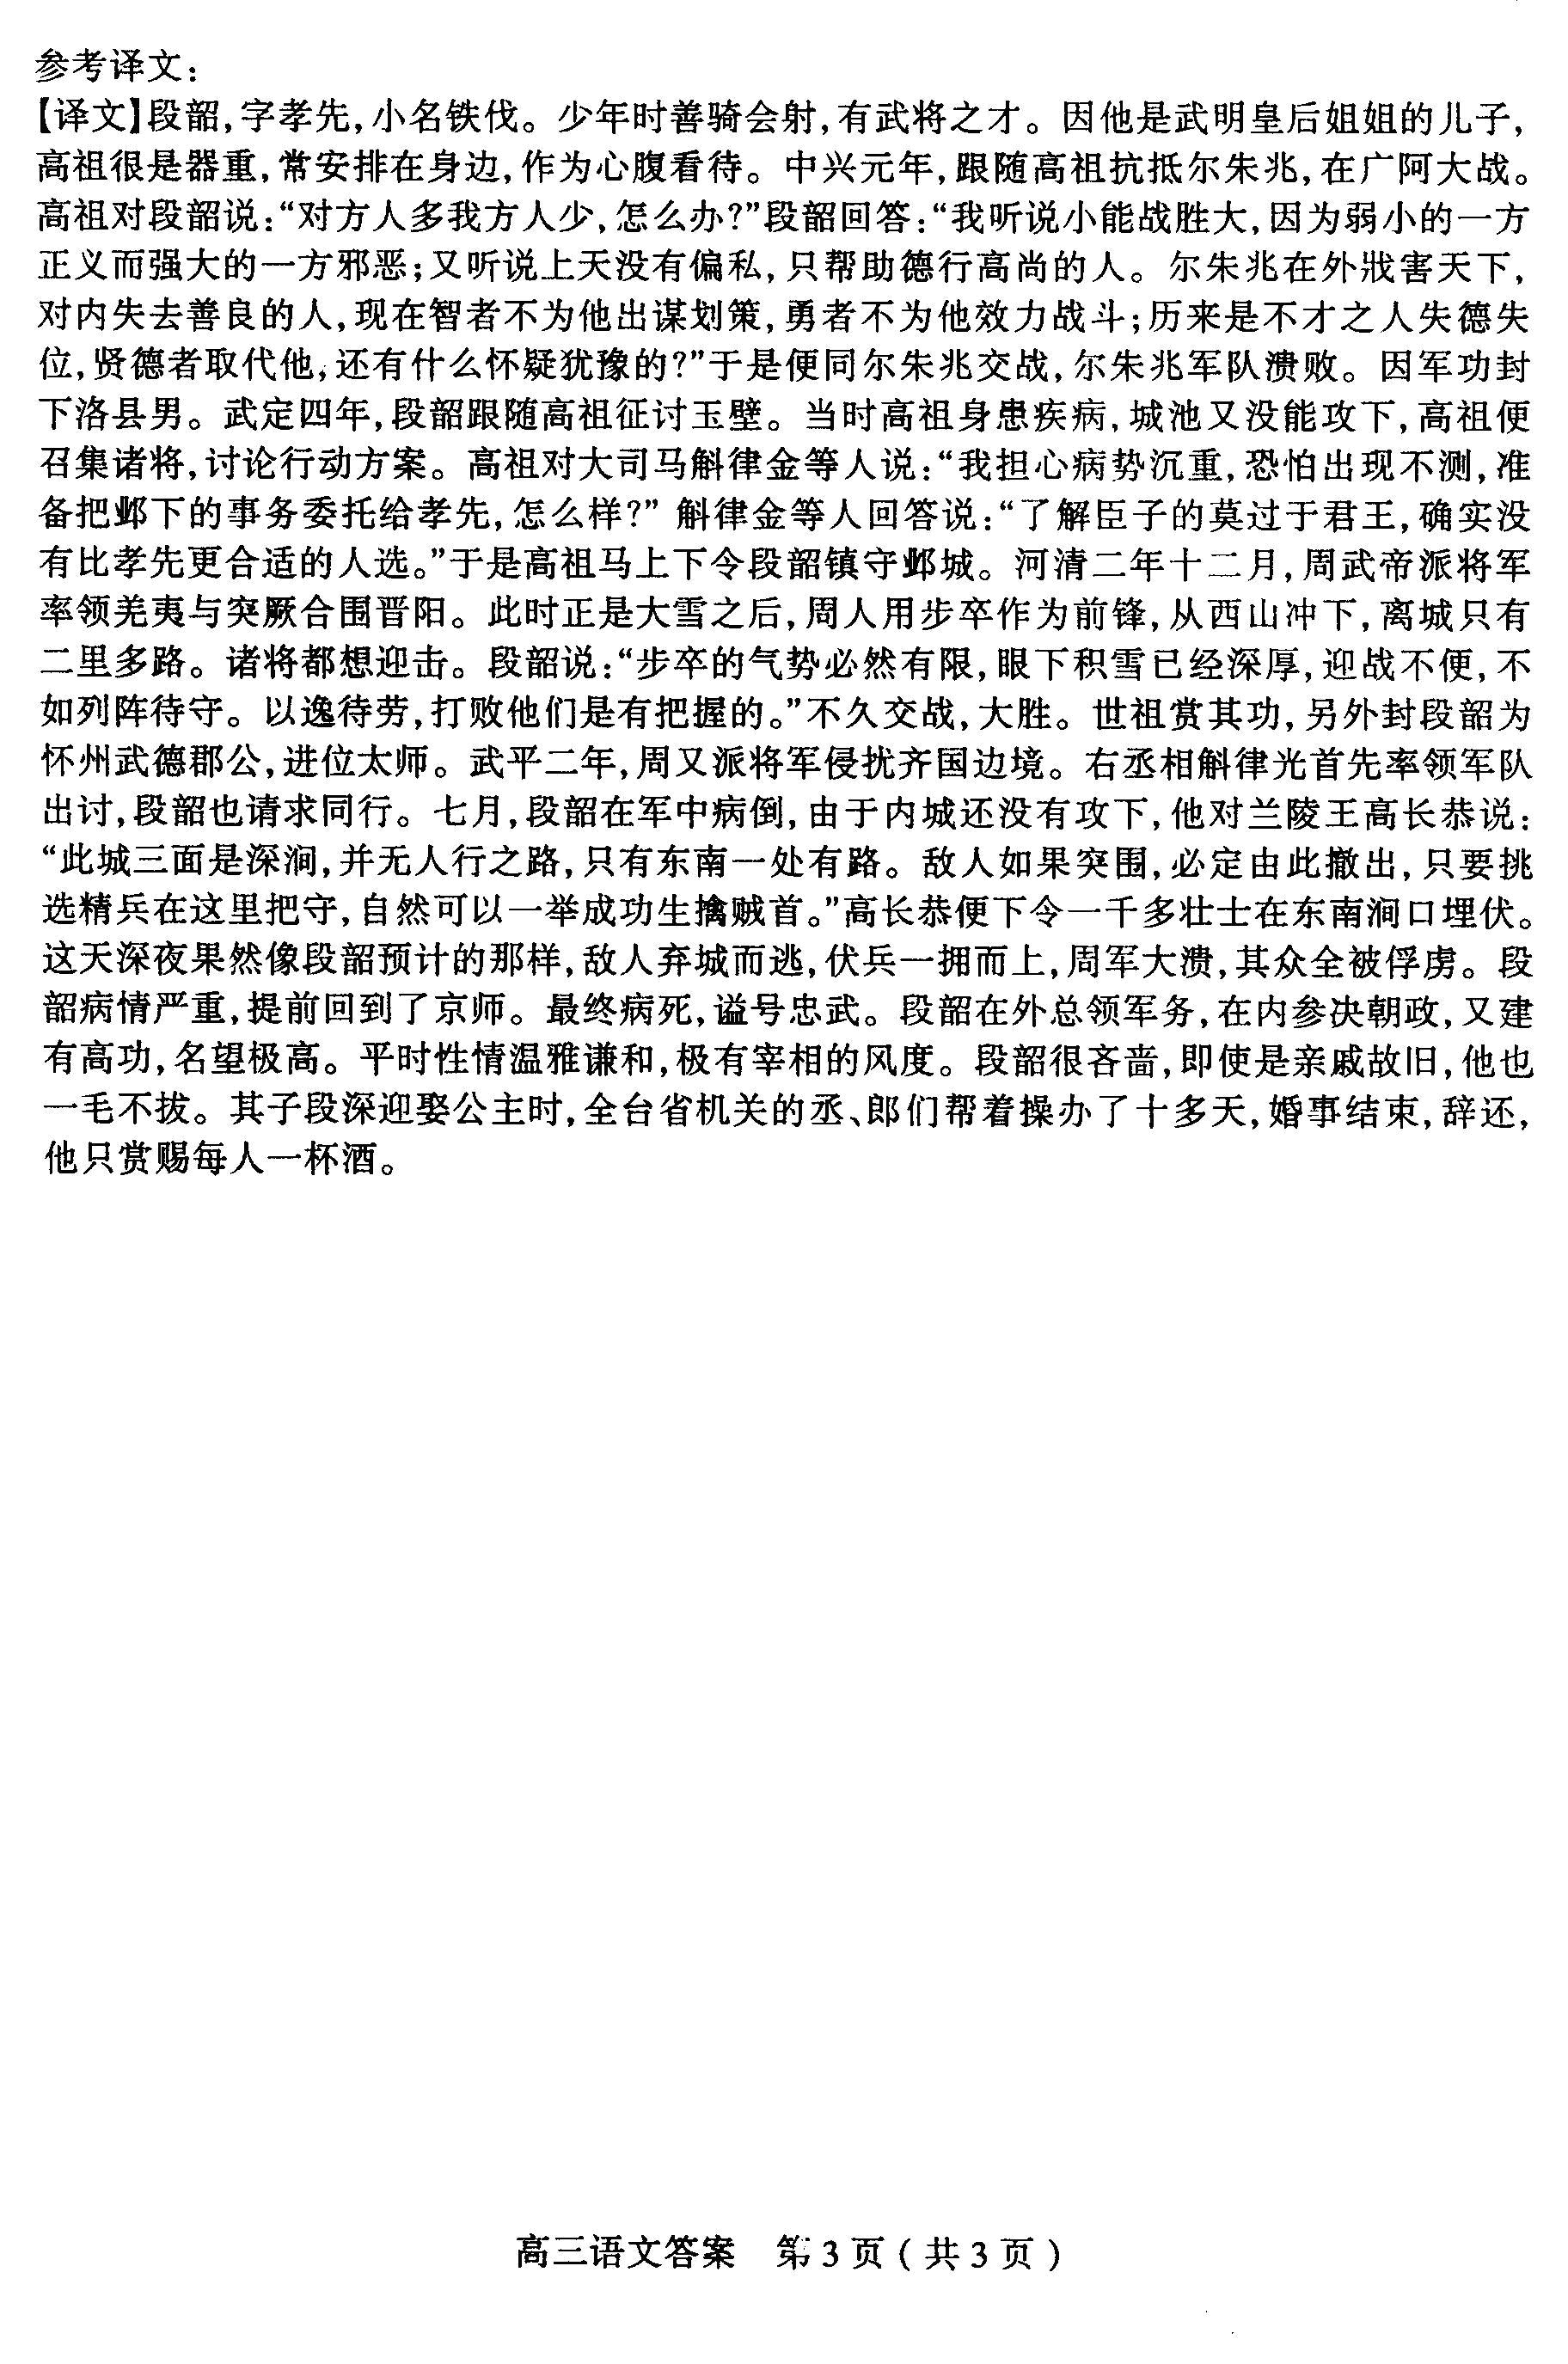 参考译文：
【译文】段韶，字孝先，小名铁伐。少年时善骑会射，有武将之才。因他是武明皇后姐姐的儿子，
高祖很是器重，常安排在身边，作为心腹看待。中兴元年，跟随高祖抗抵尔朱兆，在广阿大战。
高祖对段韶说：“对方人多我方人少，怎么办？”段韶回答：“我听说小能战胜大，因为弱小的一方
正义而强大的一方邪恶；又听说上天没有偏私，只帮助德行高尚的人。尔朱兆在外戕害天下，
对内失去善良的人，现在智者不为他出谋划策，勇者不为他效力战斗；历来是不才之人失德失
位，贤德者取代他，还有什么怀疑犹豫的？”于是便同尔朱兆交战，尔朱兆军队溃败。因军功封
下洛县男。武定四年，段韶跟随高祖征讨玉壁。当时高祖身患疾病，城池又没能攻下，高祖便
召集诸将，讨论行动方案。高祖对大司马斛律金等人说：“我担心病势沉重，恐怕出现不测，准
备把邺下的事务委托给孝先，怎么样？” 斛律金等人回答说：“了解臣子的莫过于君王，确实没
有比孝先更合适的人选。”于是高祖马上下令段韶镇守邺城。河清二年十二月，周武帝派将军
率领羌夷与突厥合围晋阳。此时正是大雪之后，周人用步卒作为前锋，从西山冲下，离城只有
二里多路。诸将都想迎击。段韶说：“步卒的气势必然有限，眼下积雪已经深厚，迎战不便，不
如列阵待守。以逸待劳，打败他们是有把握的。”不久交战，大胜。世祖赏其功，另外封段韶为
怀州武德郡公，进位太师。武平二年，周又派将军侵扰齐国边境。右丞相斛律光首先率领军队
出讨，段韶也请求同行。七月，段韶在军中病倒，由于内城还没有攻下，他对兰陵王高长恭说：
“此城三面是深涧，并无人行之路，只有东南一处有路。敌人如果突围，必定由此撤出，只要挑
选精兵在这里把守，自然可以一举成功生擒贼首。”高长恭便下令一千多壮士在东南涧口埋伏。
这天深夜果然像段韶预计的那样，敌人弃城而逃，伏兵一拥而上，周军大溃，其众全被俘虏。段
韶病情严重，提前回到了京师。最终病死，谥号忠武。段韶在外总领军务，在内参决朝政，又建
有高功，名望极高。平时性情温雅谦和，极有宰相的风度。段韶很吝啬，即使是亲戚故旧，他也
一毛不拔。其子段深迎娶公主时，全台省机关的丞、郎们帮着操办了十多天，婚事结束，辞还，
他只赏赐每人一杯酒。
高三语文答案 第 3 页 ( 共 3 页 )